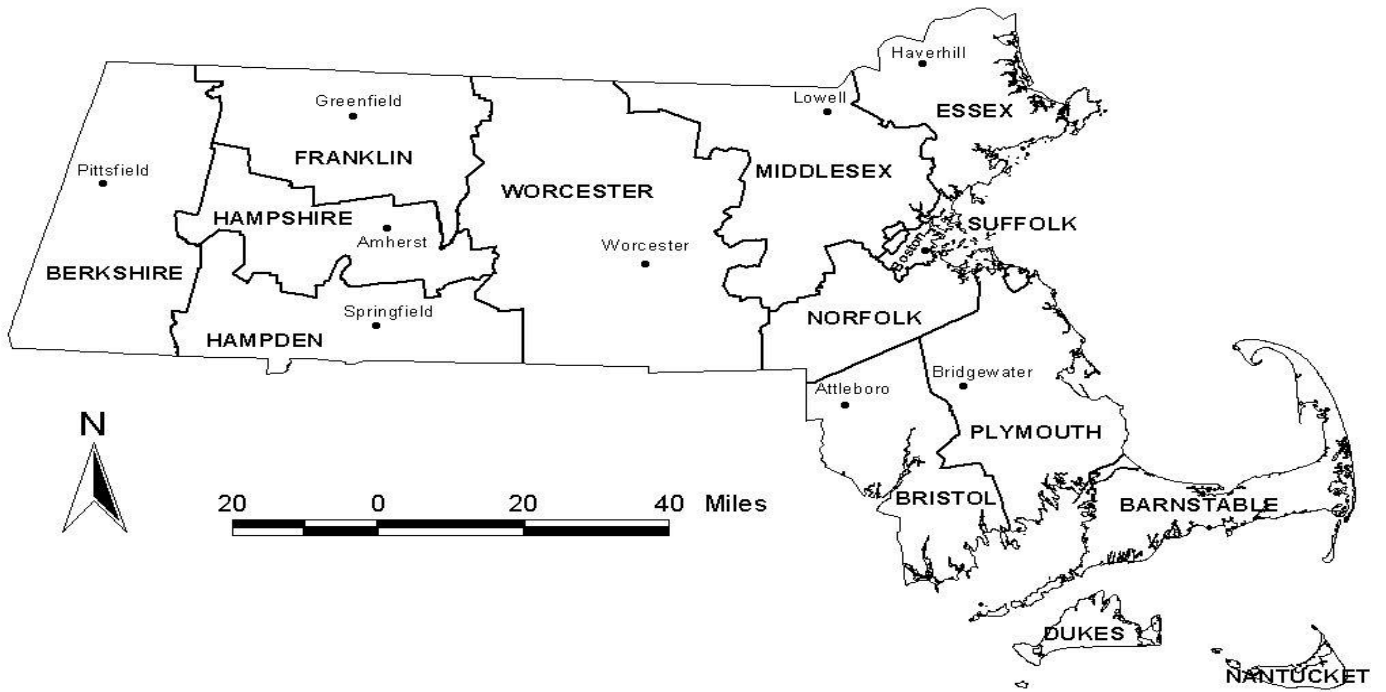 Haverhill
Lowell
Greenfield
ESSEX
FRANKLIN
Pittsfield
MIDDLESEX
WORCESTER
HAMPSHIRE
SUFFOLK
Amherst
Worcester
Boston
BERKSHIRE
Springfield
NORFOLK
HAMPDEN
Bridgewater
Attleboro
N
PLYMOUTH
20 0 20 40 Miles
BRISTOL
BARNSTABLE
DUKES
NANTUCKET